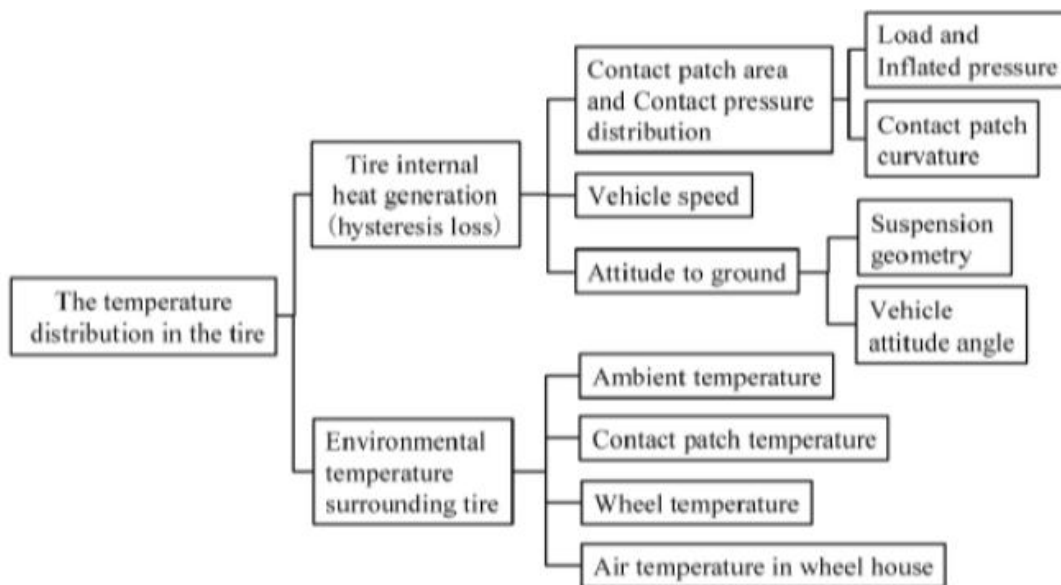 The temperature
distribution in the tire
Tire internal
heat generation
(hysteresis loss)
Contact patch area
and Contact pressure
distribution
Load and
Inflated pressure
Contact patch
curvature
Vehicle speed
Attitude to ground
Suspension
geometry
Vehicle
attitude angle
Environmental
temperature
surrounding tire
Ambient temperature
Contact patch temperature
Wheel temperature
Air temperature in wheel house